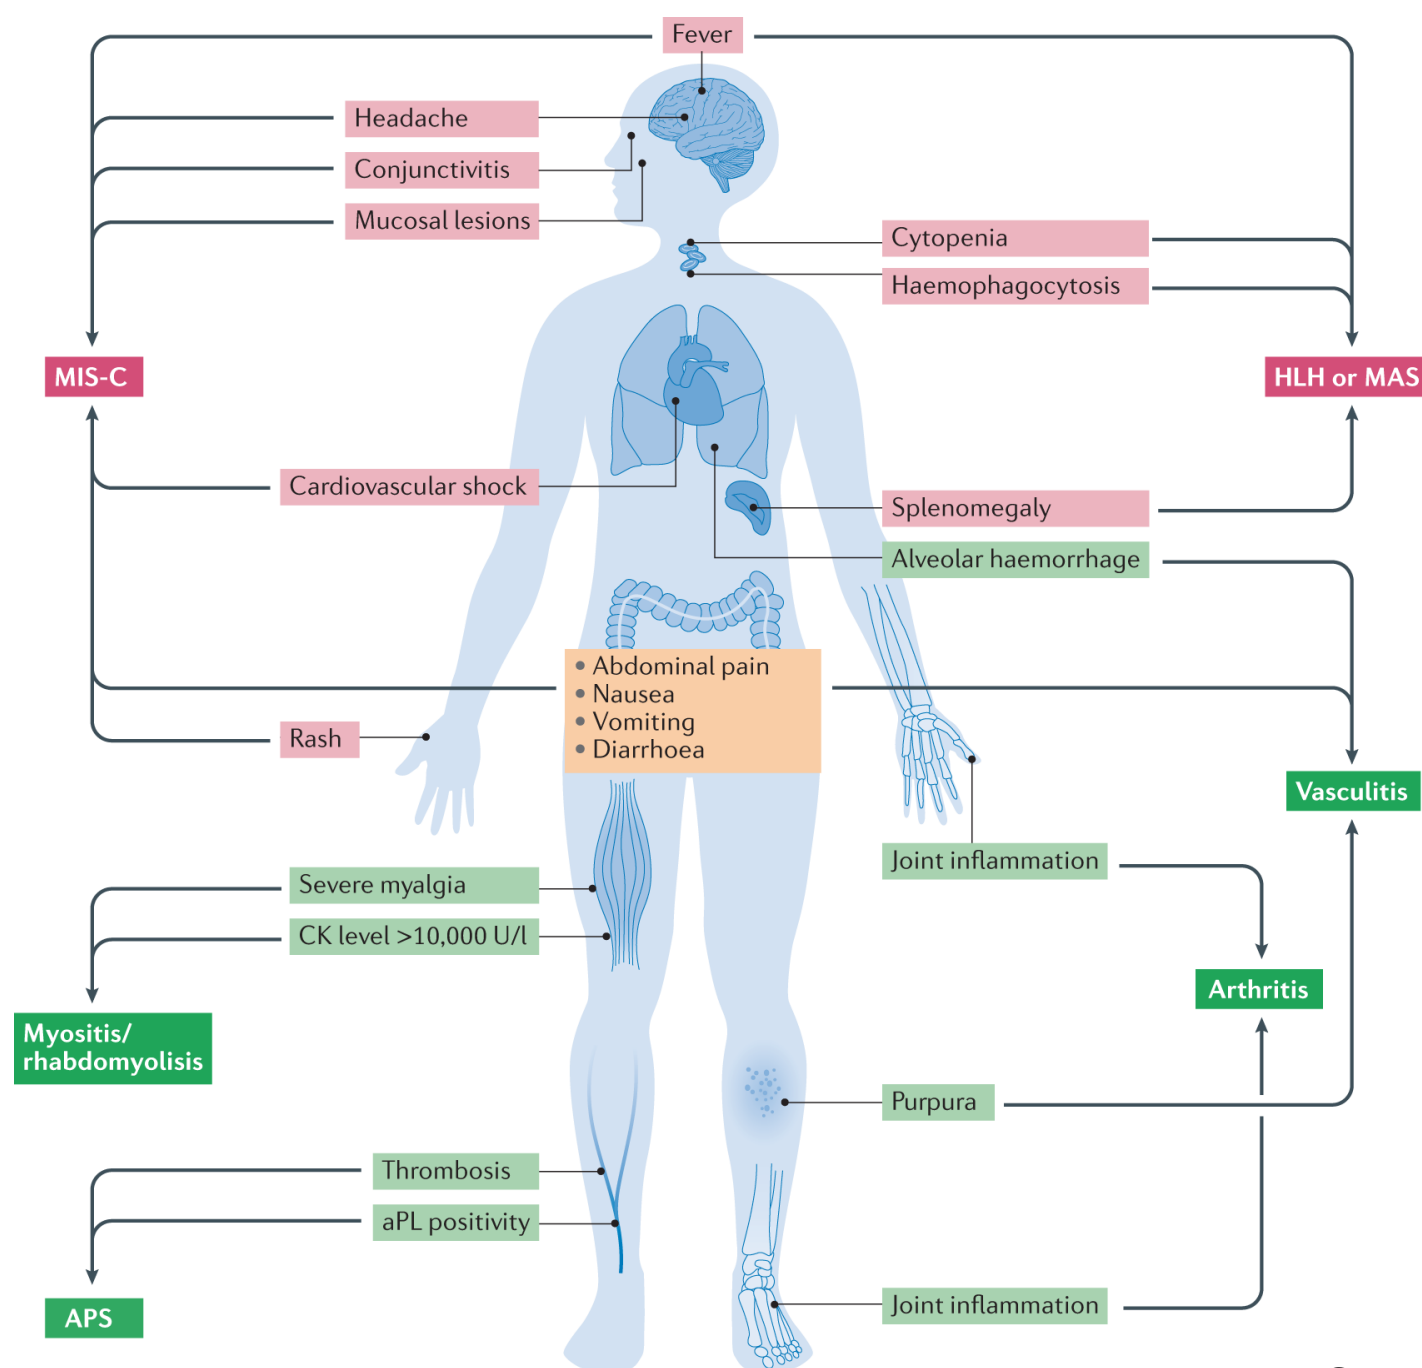 Fever
Headache
Conjunctivitis
Mucosal lesions
Cytopenia
Haemophagocytosis
MIS-C
HLH or MAS
Cardiovascular shock
Splenomegaly
Alveolar haemorrhage
• Abdominal pain
• Nausea
• Vomiting
• Diarrhoea
Rash
Vasculitis
Joint inflammation
Severe myalgia
CK level >10,000 U/l
Arthritis
Myositis/
rhabdomyolisis
Purpura
Thrombosis
aPL positivity
Joint inflammation
APS